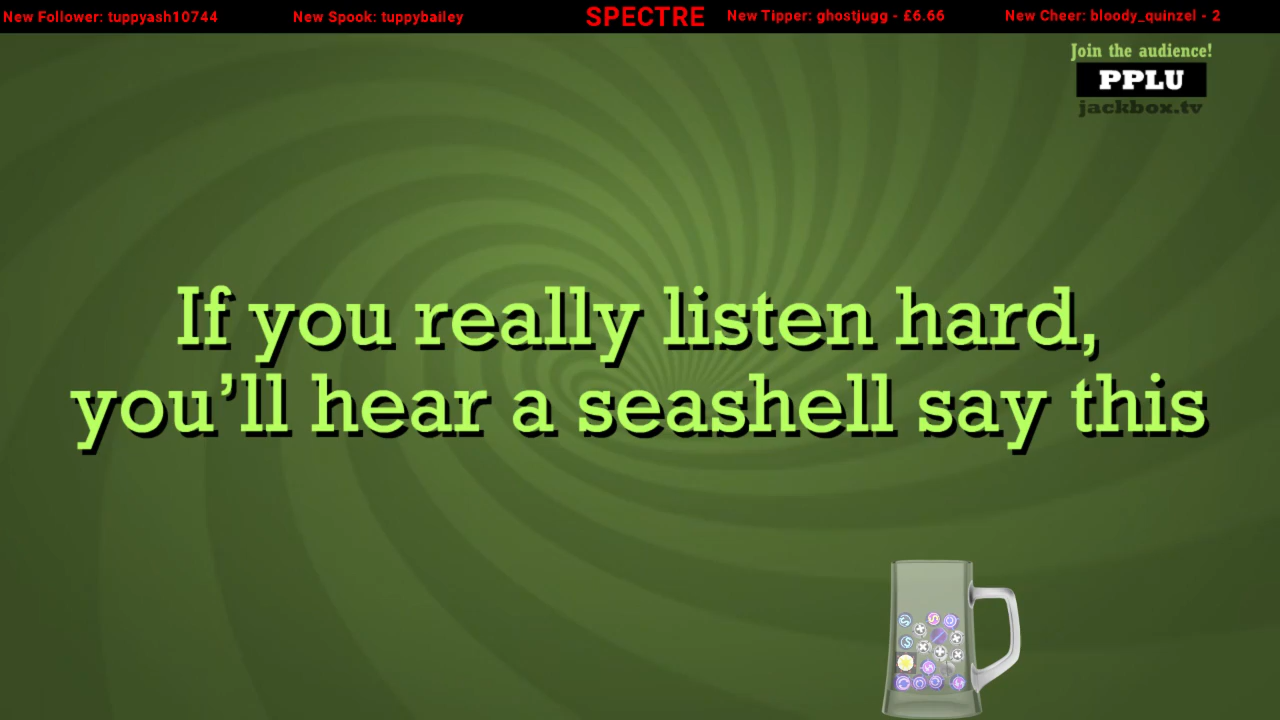 New Follower: tuppyash10744 New Spook: tuppybailey SPECTRE New Tipper: ghostjugg - £6.66 New Cheer: bloody_quinzel - 2
Join the audience!
PPLU
jackbox.tv
If you really listen hard,
you’ll hear a seashell say this